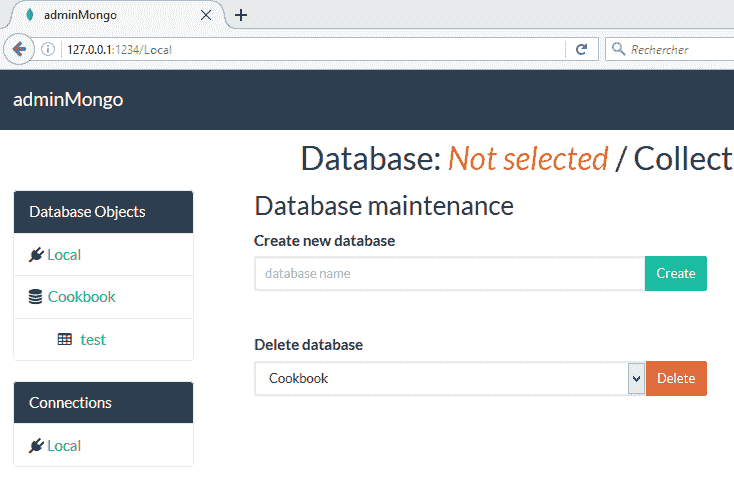 adminMongo
127.0.0.1:1234/Local
Rechercher
adminMongo
Database: Not selected / Collect
Database Objects
Local
Cookbook
test
Connections
Local
Database maintenance
Create new database
database name
Create
Delete database
Cookbook
Delete